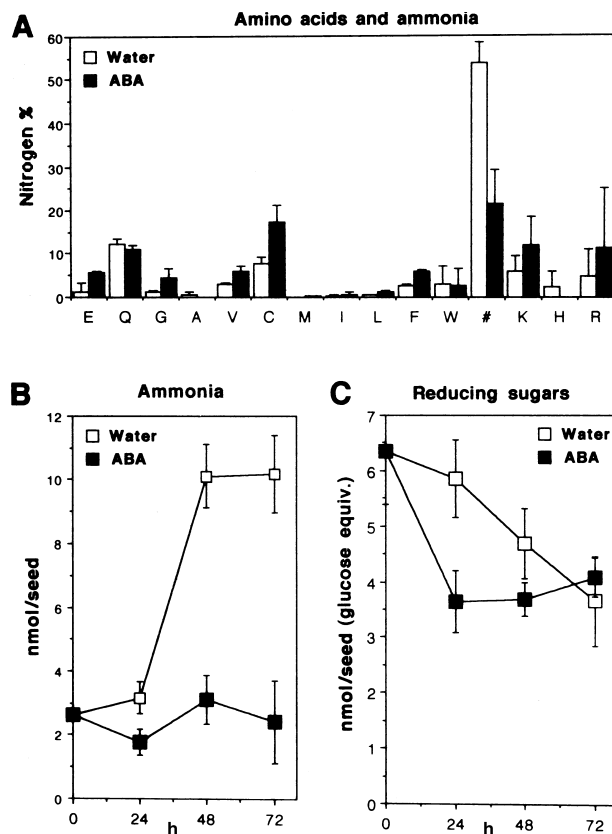 A
Amino acids and ammonia
Nitrogen %
60
50
40
30
20
10
0
Water
ABA
E Q G A V C M I L F W # K H R
B
Ammonia
nmol/seed
12
10
8
6
4
2
0
Water
ABA
0 24 48 72
h
C
Reducing sugars
nmol/seed (glucose equiv.)
7
6
5
4
3
2
1
0
Water
ABA
0 24 48 72
h